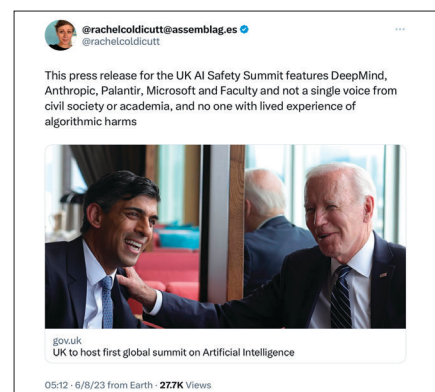 @rachelcoldicutt@assemblag.es
@rachelcoldicutt
This press release for the UK AI Safety Summit features DeepMind,
Anthropic, Palantir, Microsoft and Faculty and not a single voice from
civil society or academia, and no one with lived experience of
algorithmic harms
gov.uk
UK to host first global summit on Artificial Intelligence
05:12 · 6/8/23 from Earth · 27.7K Views